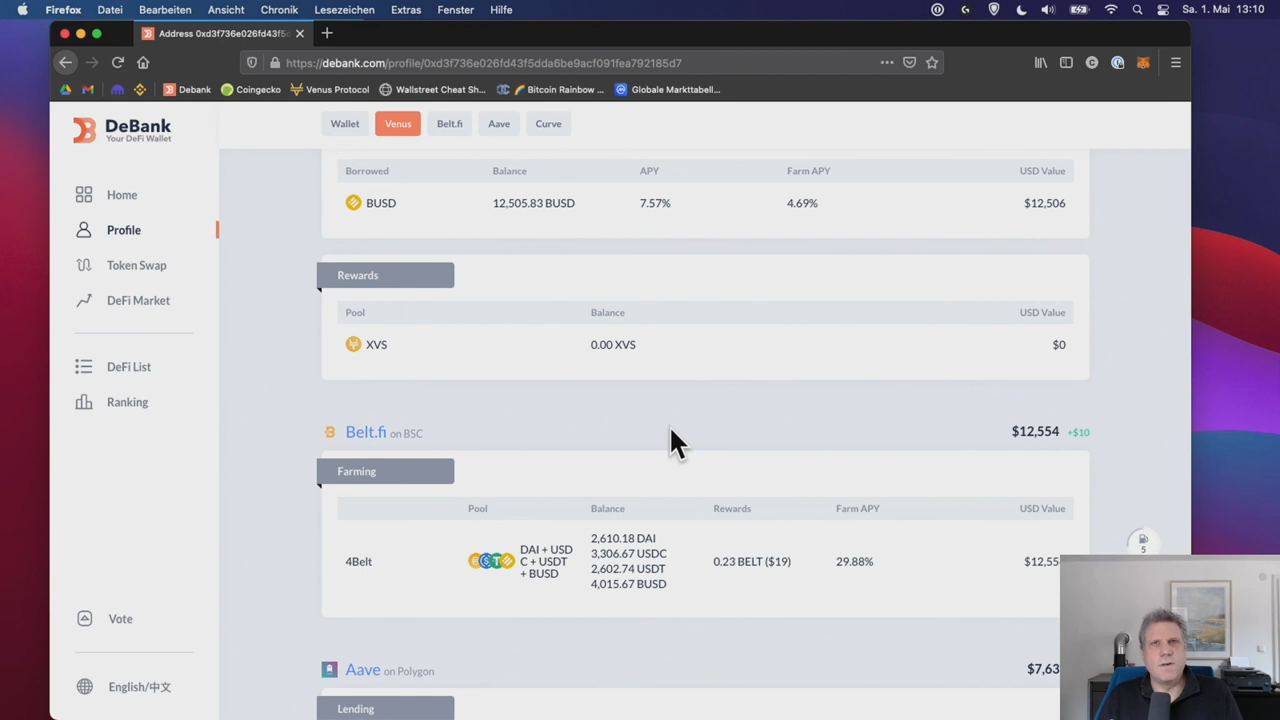 Firefox Datei Bearbeiten Ansicht Chronik Lesezeichen Extras Fenster Hilfe Sa. 1. Mai 13:10
Address 0xd3f736e026fd43f5d
https://debank.com/profile/0xd3f736e026fd43f5dda6be9acf091fea792185d7
Debank Coingecko Venus Protocol Wallstreet Cheat Sh... Bitcoin Rainbow ... Globale Markttabell...
DeBank
Your DeFi Wallet
Home
Profile
Token Swap
DeFi Market
DeFi List
Ranking
Vote
English/中文
Wallet Venus Belt.fi Aave Curve
Borrowed Balance APY Farm APY USD Value
BUSD 12,505.83 BUSD 7.57% 4.69% $12,506
Rewards
Pool Balance USD Value
XVS 0.00 XVS $0
Belt.fi on BSC $12,554 +$10
Farming
Pool Balance Rewards Farm APY USD Value
4Belt
DAI + USD
C + USDT
+ BUSD
2,610.18 DAI
3,306.67 USDC
2,602.74 USDT
4,015.67 BUSD
0.23 BELT ($19) 29.88% $12,55
5
Aave on Polygon $7,63
Lending